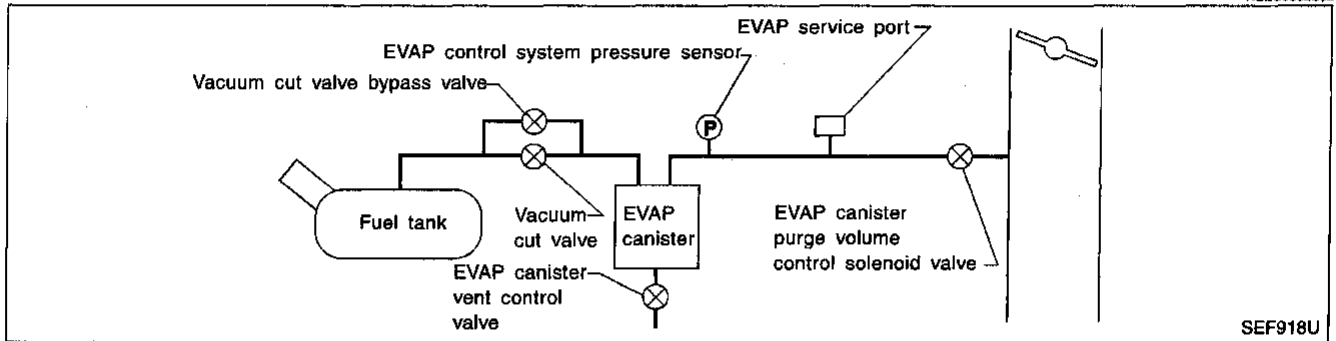 EVAP service port
EVAP control system pressure sensor
Vacuum cut valve bypass valve
P
Fuel tank
Vacuum
cut valve
EVAP
canister
EVAP canister
purge volume
control solenoid valve
EVAP canister
vent control
valve
SEF918U